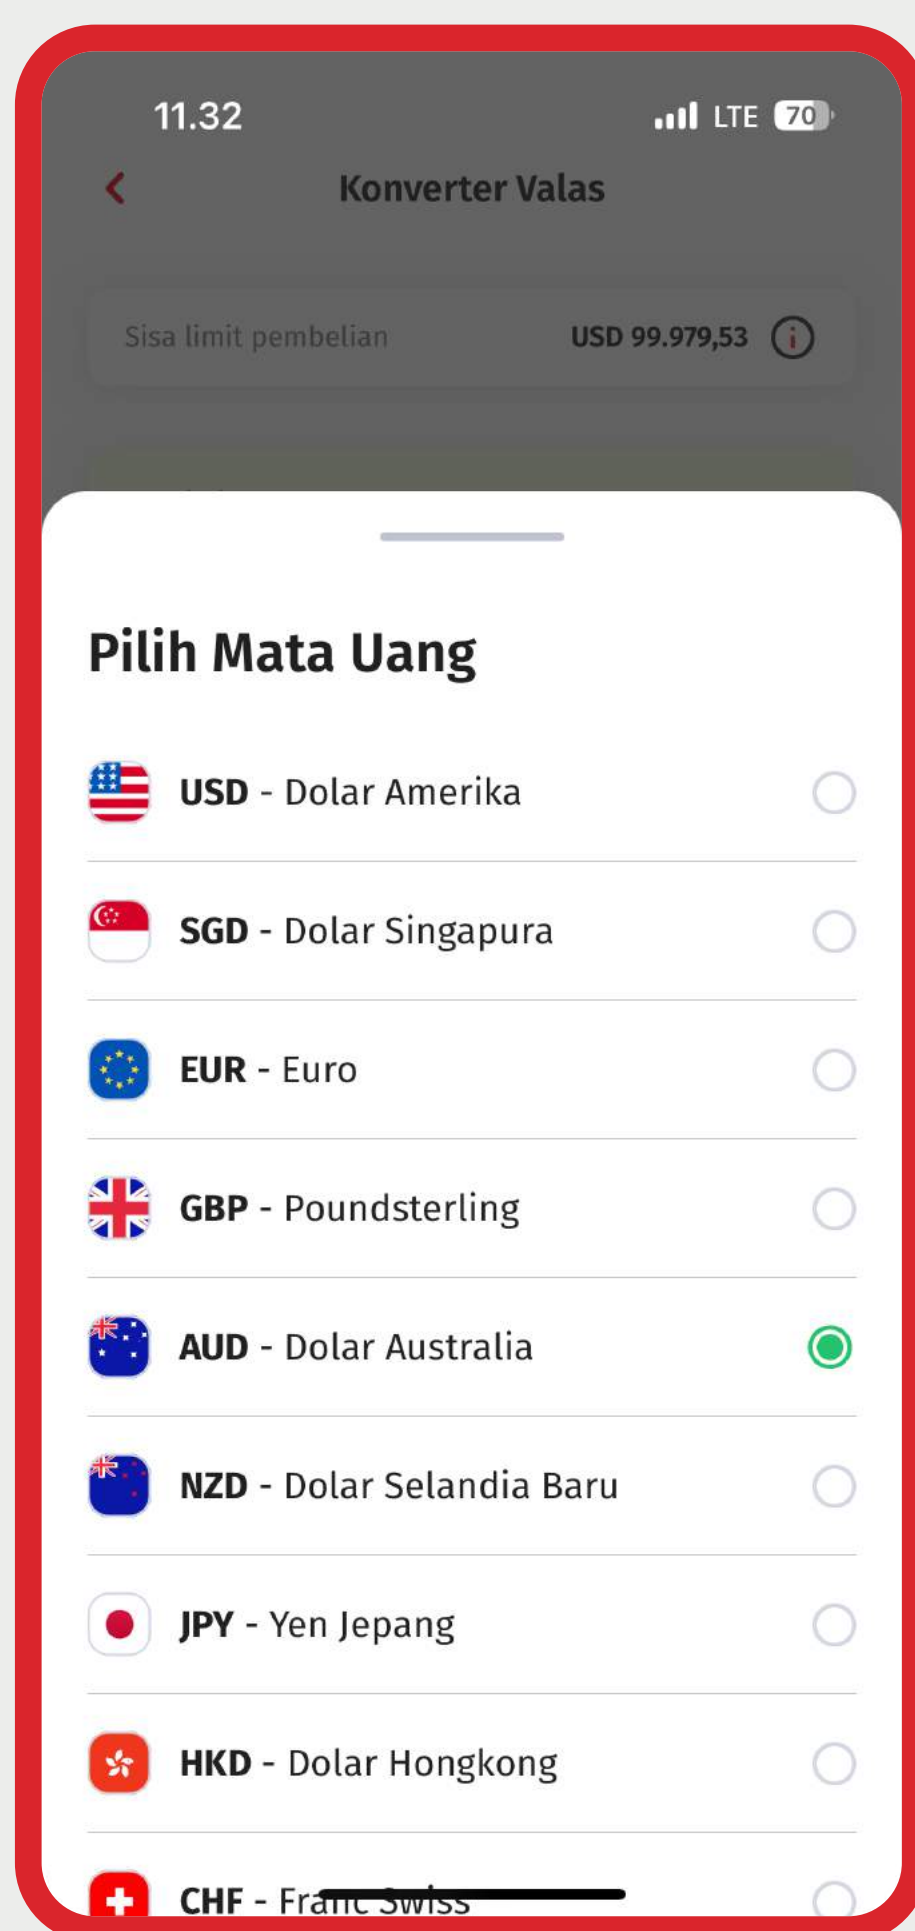 11.32
LTE 70
Konverter Valas
Sisa limit pembelian USD 99.979,53
Pilih Mata Uang
USD - Dolar Amerika
SGD - Dolar Singapura
EUR - Euro
GBP - Poundsterling
AUD - Dolar Australia
NZD - Dolar Selandia Baru
JPY - Yen Jepang
HKD - Dolar Hongkong
CHF - Franc Swiss